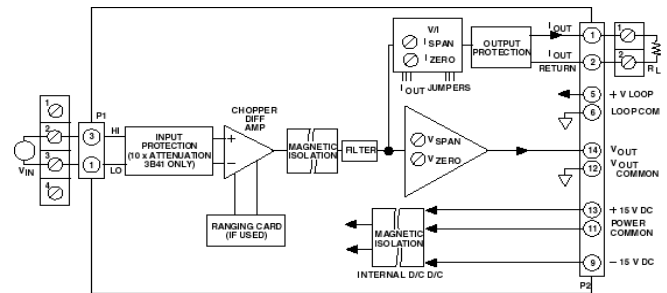 P2
V/I
I SPAN
I ZERO
I OUT JUMPERS
OUTPUT
PROTECTION
I OUT
1
1
I OUT
RETURN
2
2
R L
5
+ V LOOP
6
LOOP COM
1
2
3
4
P1
V IN
3
HI
1
LO
INPUT
PROTECTION
(10 x ATTENUATION
3B41 ONLY)
CHOPPER
DIFF
AMP
+
–
MAGNETIC
ISOLATION
FILTER
V SPAN
V ZERO
14
V OUT
12
V OUT
COMMON
RANGING CARD
(IF USED)
MAGNETIC
ISOLATION
INTERNAL D/C D/C
13
+ 15 V DC
11
POWER
COMMON
9
– 15 V DC
P2